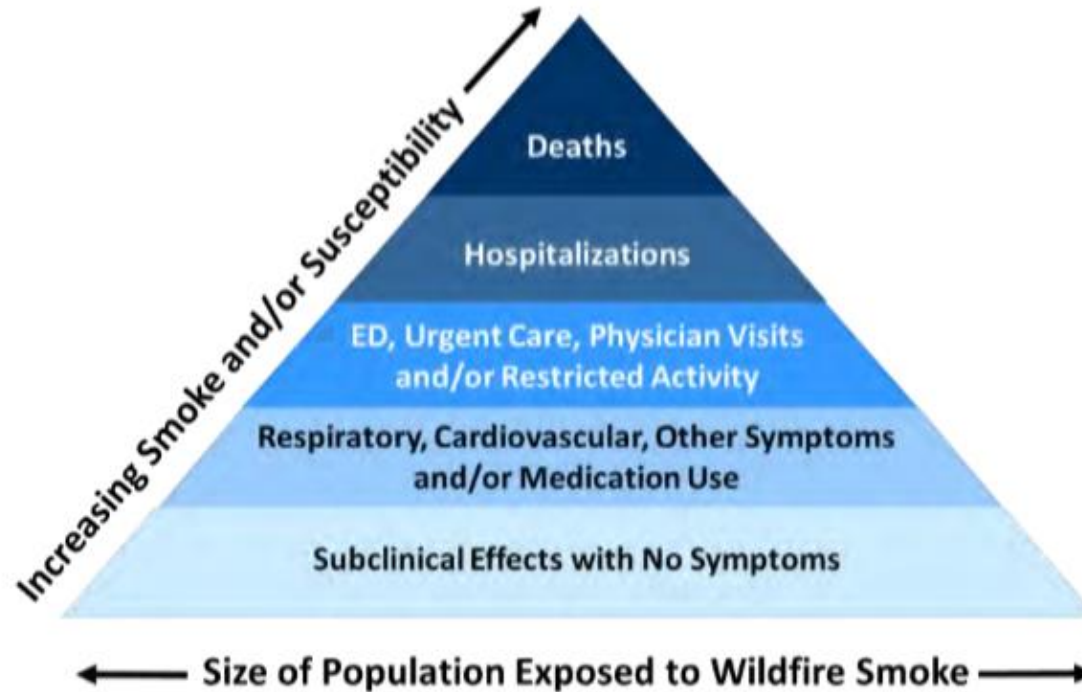 Increasing Smoke and/or Susceptibility
Deaths
Hospitalizations
ED, Urgent Care, Physician Visits
and/or Restricted Activity
Respiratory, Cardiovascular, Other Symptoms
and/or Medication Use
Subclinical Effects with No Symptoms
Size of Population Exposed to Wildfire Smoke